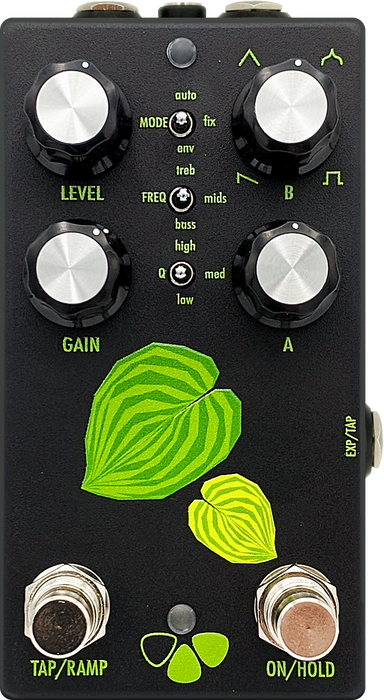 auto
MODE fix
env
treb
LEVEL FREQ mids B
bass
high
Q med
low
GAIN A
EXP/TAP
TAP/RAMP ON/HOLD